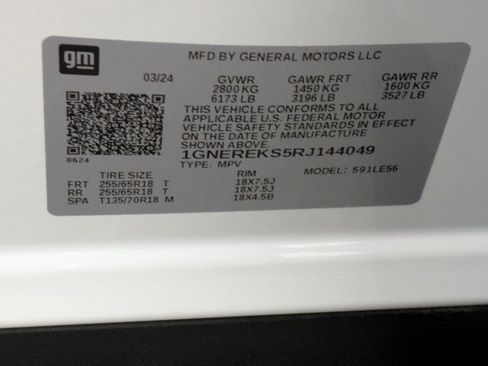 gm
MFD BY GENERAL MOTORS LLC
03/24 GVWR GAWR FRT GAWR RR
2800 KG 1450 KG 1600 KG
6173 LB 3196 LB 3527 LB
THIS VEHICLE CONFORMS TO ALL
APPLICABLE U.S. FEDERAL MOTOR
VEHICLE SAFETY STANDARDS IN EFFECT
ON THE DATE OF MANUFACTURE
SHOWN ABOVE.
8624
1GNEREKS5RJ144049
TYPE: MPV MODEL: 591LE56
TIRE SIZE RIM
FRT 255/65R18 T 18X7.5J
RR 255/65R18 T 18X7.5J
SPA T135/70R18 M 18X4.5B